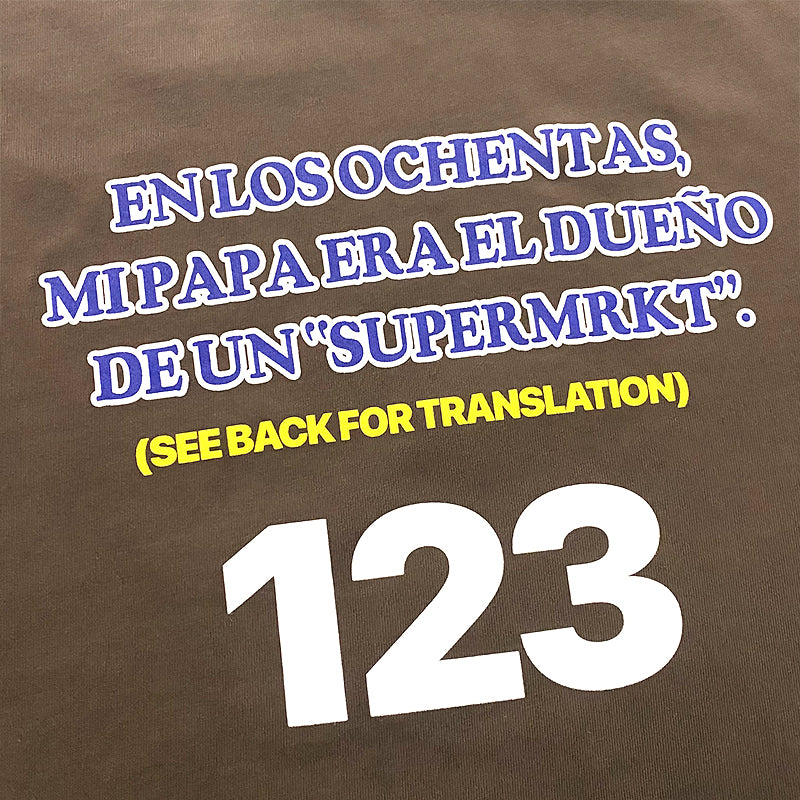 EN LOS OCHENTAS,
MI PAPA ERA EL DUEÑO
DE UN “SUPERMRKT”.
(SEE BACK FOR TRANSLATION)
123